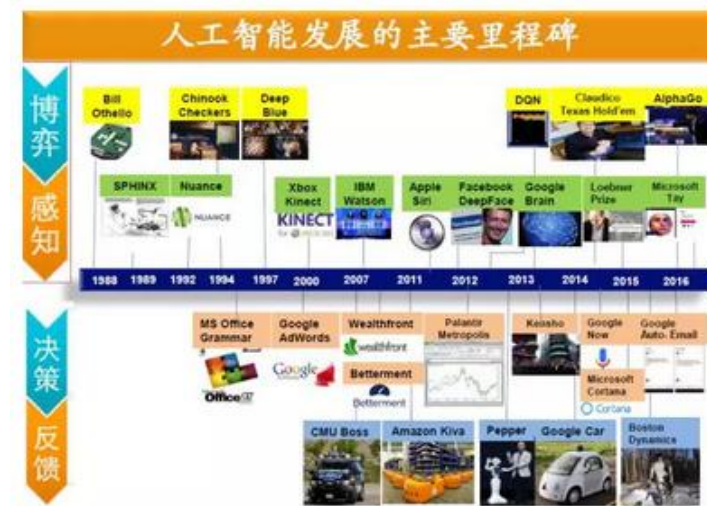 人工智能发展的主要里程碑
博弈
Bill
Othello
Chinook
Checkers
Deep
Blue
DQN
Claudico
Texas Hold'em
AlphaGo
感知
SPHINX
Nuance
NUANCE
Xbox
Kinect
KINECT
IBM
Watson
Apple
Siri
Facebook
DeepFace
Google
Brain
Loebner
Prize
Microsoft
Tay
1988 1989 1992 1994 1997 2000 2007 2011 2012 2013 2014 2015 2016
决策
MS Office
Grammar
Office
Google
AdWords
Google
Wealthfront
wealthfront
Betterment
Betterment
Palantir
Metropolis
Kensho
Google
Now
Microsoft
Cortana
Cortana
Google
Auto- Email
反馈
CMU Boss
Amazon Kiva
Pepper
Google Car
Boston
Dynamics